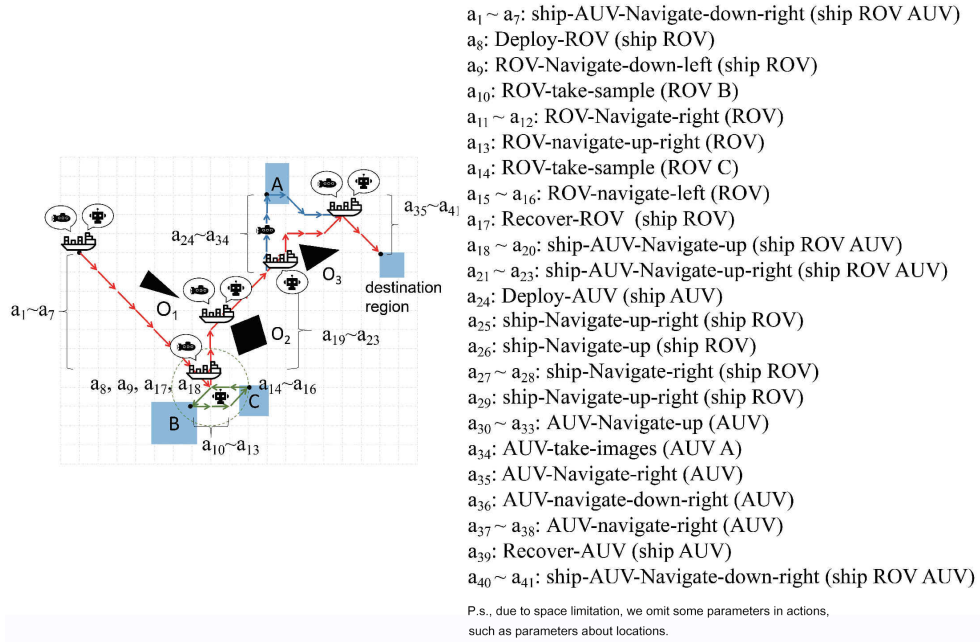 a1 ~ a7: ship-AUV-Navigate-down-right (ship ROV AUV)
a8: Deploy-ROV (ship ROV)
a9: ROV-Navigate-down-left (ship ROV)
a10: ROV-take-sample (ROV B)
a11 ~ a12: ROV-Navigate-right (ROV)
a13: ROV-navigate-up-right (ROV)
a14: ROV-take-sample (ROV C)
a15 ~ a16: ROV-navigate-left (ROV)
a17: Recover-ROV (ship ROV)
a18 ~ a20: ship-AUV-Navigate-up (ship ROV AUV)
a21 ~ a23: ship-AUV-Navigate-up-right (ship ROV AUV)
a24: Deploy-AUV (ship AUV)
a25: ship-Navigate-up-right (ship ROV)
a26: ship-Navigate-up (ship ROV)
a27 ~ a28: ship-Navigate-right (ship ROV)
a29: ship-Navigate-up-right (ship ROV)
a30 ~ a33: AUV-Navigate-up (AUV)
a34: AUV-take-images (AUV A)
a35: AUV-Navigate-right (AUV)
a36: AUV-navigate-down-right (AUV)
a37 ~ a38: AUV-navigate-right (AUV)
a39: Recover-AUV (ship AUV)
a40 ~ a41: ship-AUV-Navigate-down-right (ship ROV AUV)
P.s., due to space limitation, we omit some parameters in actions,
such as parameters about locations.
A
a35~a41
a24~a34
O3
destination
region
a1~a7
O1
O2
a19~a23
a8, a9, a17, a18
a14~a16
C
B
a10~a13